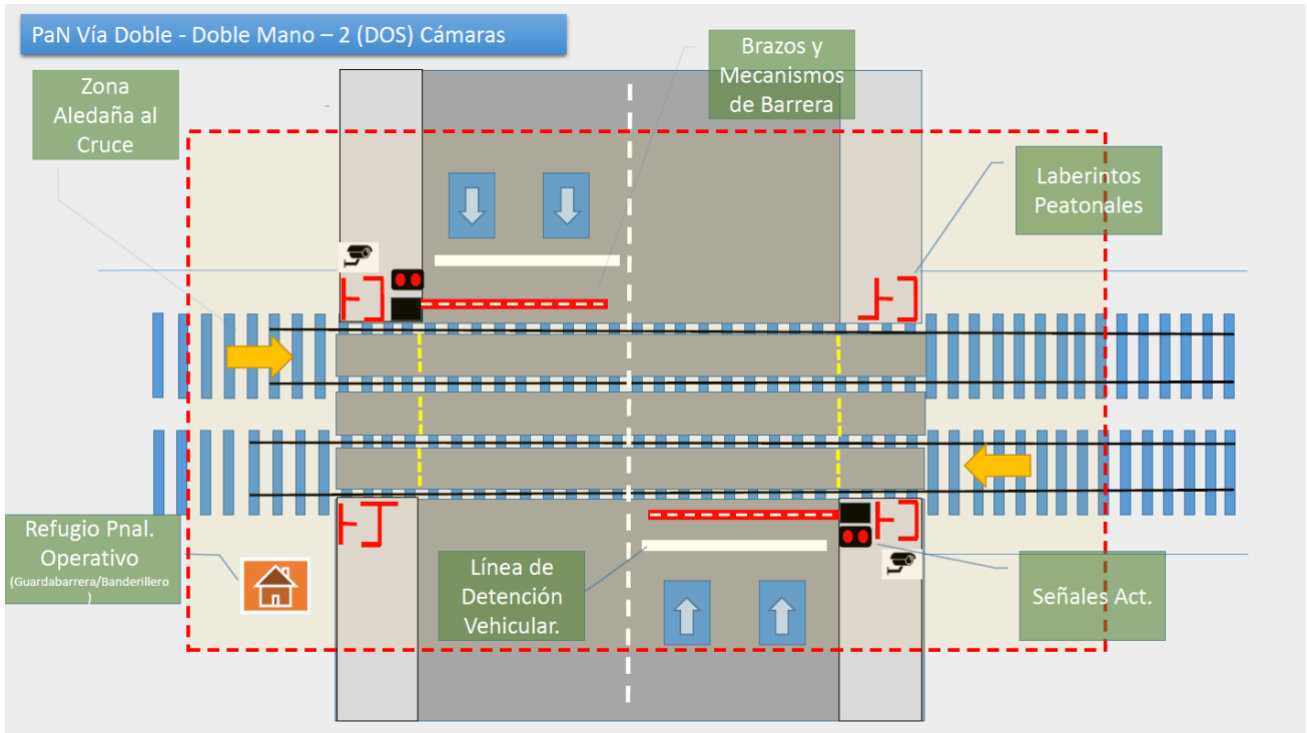 PaN Vía Doble - Doble Mano – 2 (DOS) Cámaras
Brazos y
Mecanismos
de Barrera
Zona
Aledaña al
Cruce
Laberintos
Peatonales
Refugio Pnal.
Operativo
(Guardabarrera/Banderillero
)
Línea de
Detención
Vehicular.
Señales Act.